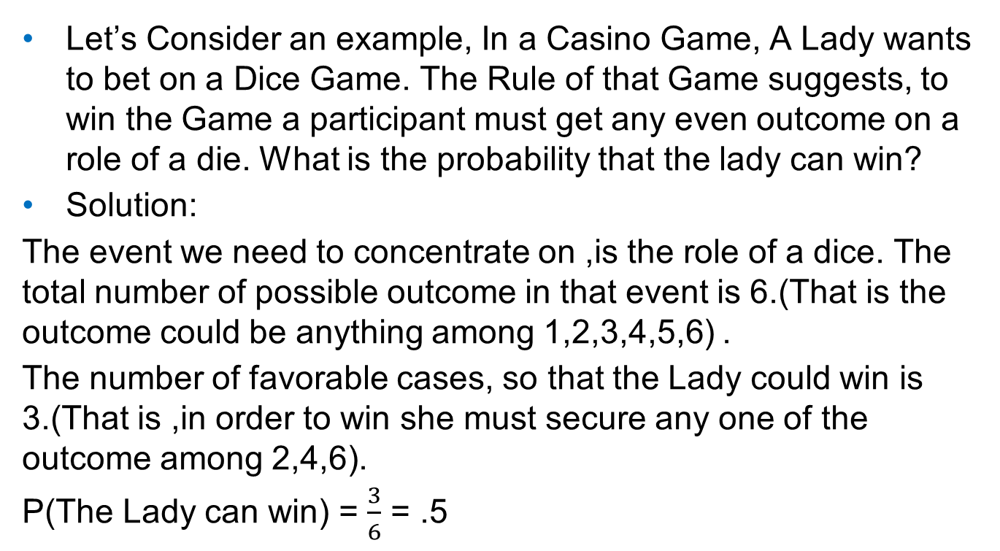 • Let’s Consider an example, In a Casino Game, A Lady wants
to bet on a Dice Game. The Rule of that Game suggests, to
win the Game a participant must get any even outcome on a
role of a die. What is the probability that the lady can win?
• Solution:
The event we need to concentrate on ,is the role of a dice. The
total number of possible outcome in that event is 6.(That is the
outcome could be anything among 1,2,3,4,5,6) .
The number of favorable cases, so that the Lady could win is
3.(That is ,in order to win she must secure any one of the
outcome among 2,4,6).
P(The Lady can win) = 3/6 = .5